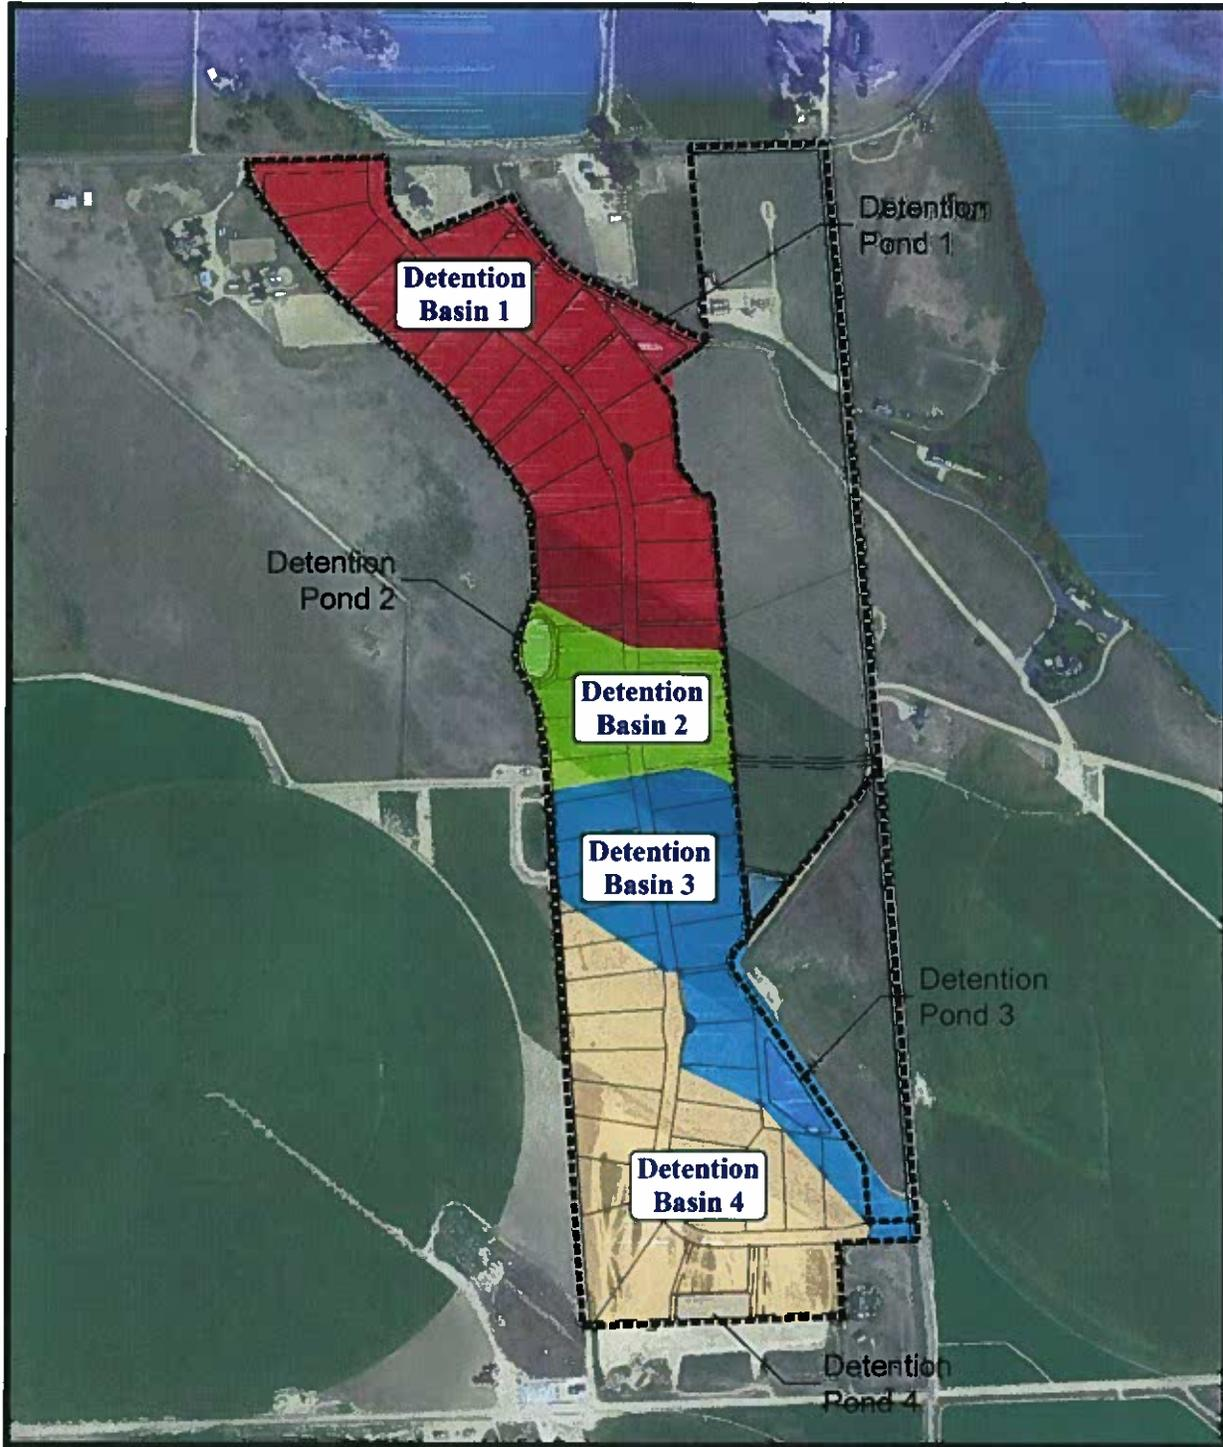 Detention
Pond 1
Detention
Basin 1
Detention
Pond 2
Detention
Basin 2
Detention
Basin 3
Detention
Pond 3
Detention
Basin 4
Detention
Pond 4